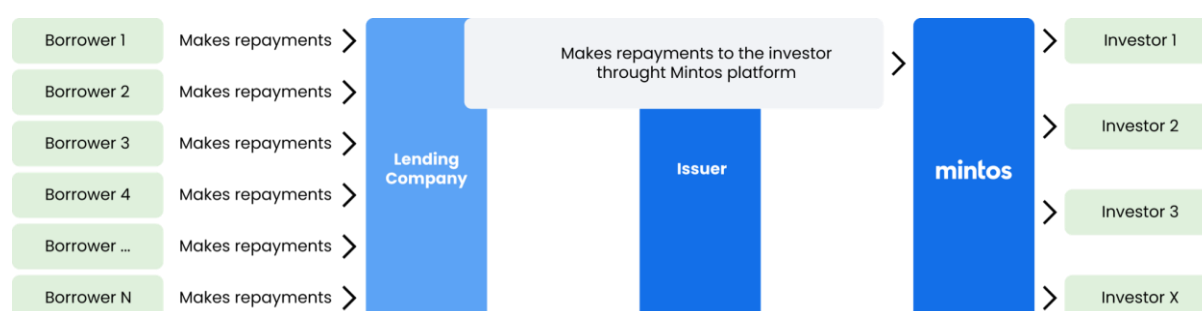 Borrower 1 Makes repayments
Borrower 2 Makes repayments
Borrower 3 Makes repayments
Borrower 4 Makes repayments
Borrower ... Makes repayments
Borrower N Makes repayments
Lending
Company
Makes repayments to the investor
throught Mintos platform
Issuer
mintos
Investor 1
Investor 2
Investor 3
Investor X